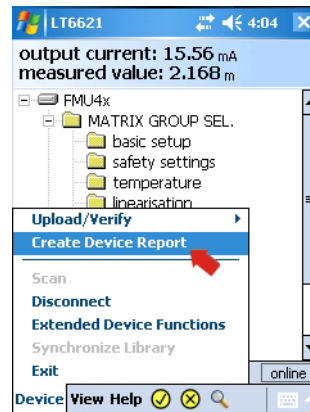 LT6621 4:04
output current: 15.56 mA
measured value: 2.168 m
FMU4x
MATRIX GROUP SEL.
basic setup
safety settings
temperature
linearisation
Upload/Verify
Create Device Report
Scan
Disconnect
Extended Device Functions
Synchronize Library
Exit
online
Device View Help